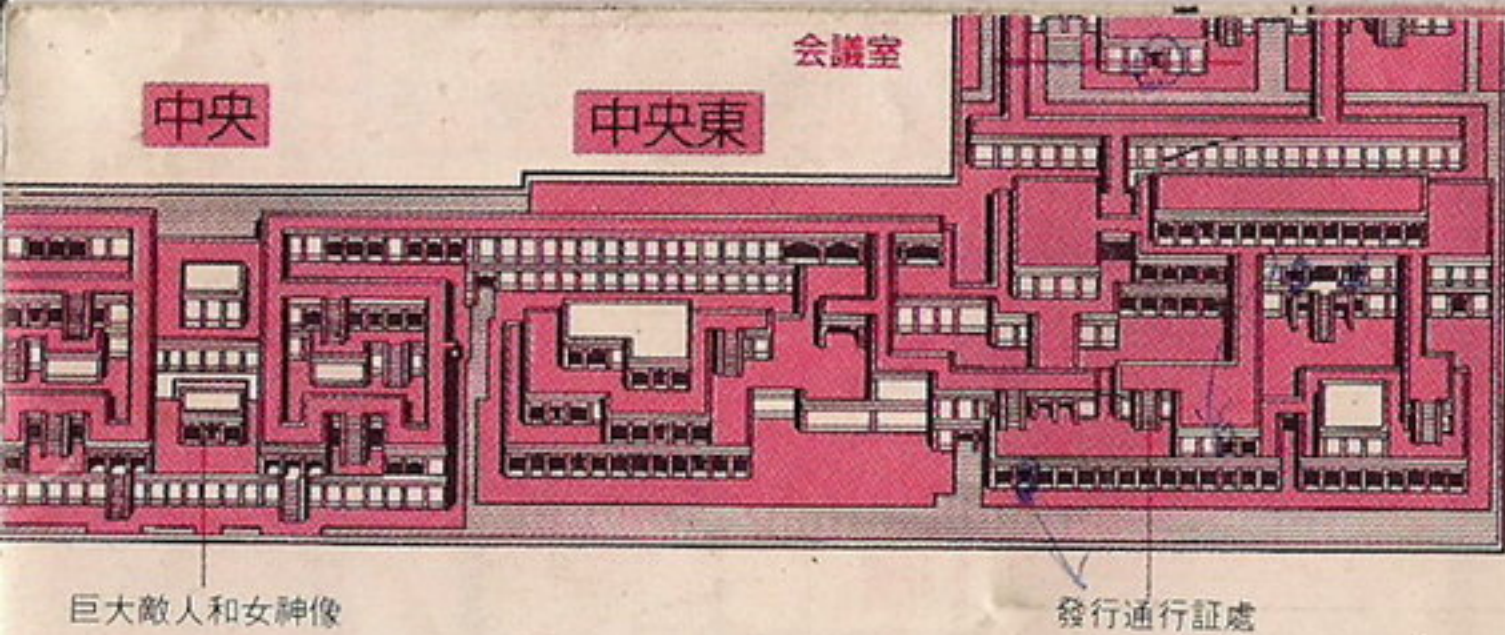 会議室
中央
中央東
巨大敵人和女神像
發行通行証處